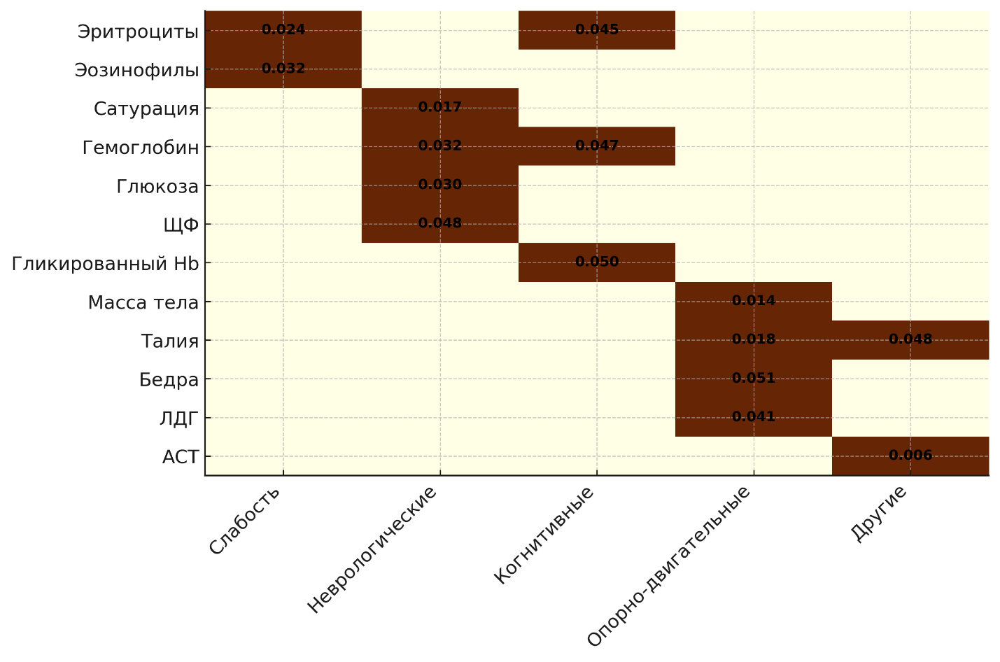 Эритроциты 0.024 0.045
Эозинофилы 0.032
Сатурация 0.017
Гемоглобин 0.032 0.047
Глюкоза 0.030
ЩФ 0.048
Гликированный Hb 0.050
Масса тела 0.014
Талия 0.018 0.048
Бедра 0.051
ЛДГ 0.041
АСТ 0.006
Слабость
Неврологические
Когнитивные
Опорно-двигательные
Другие